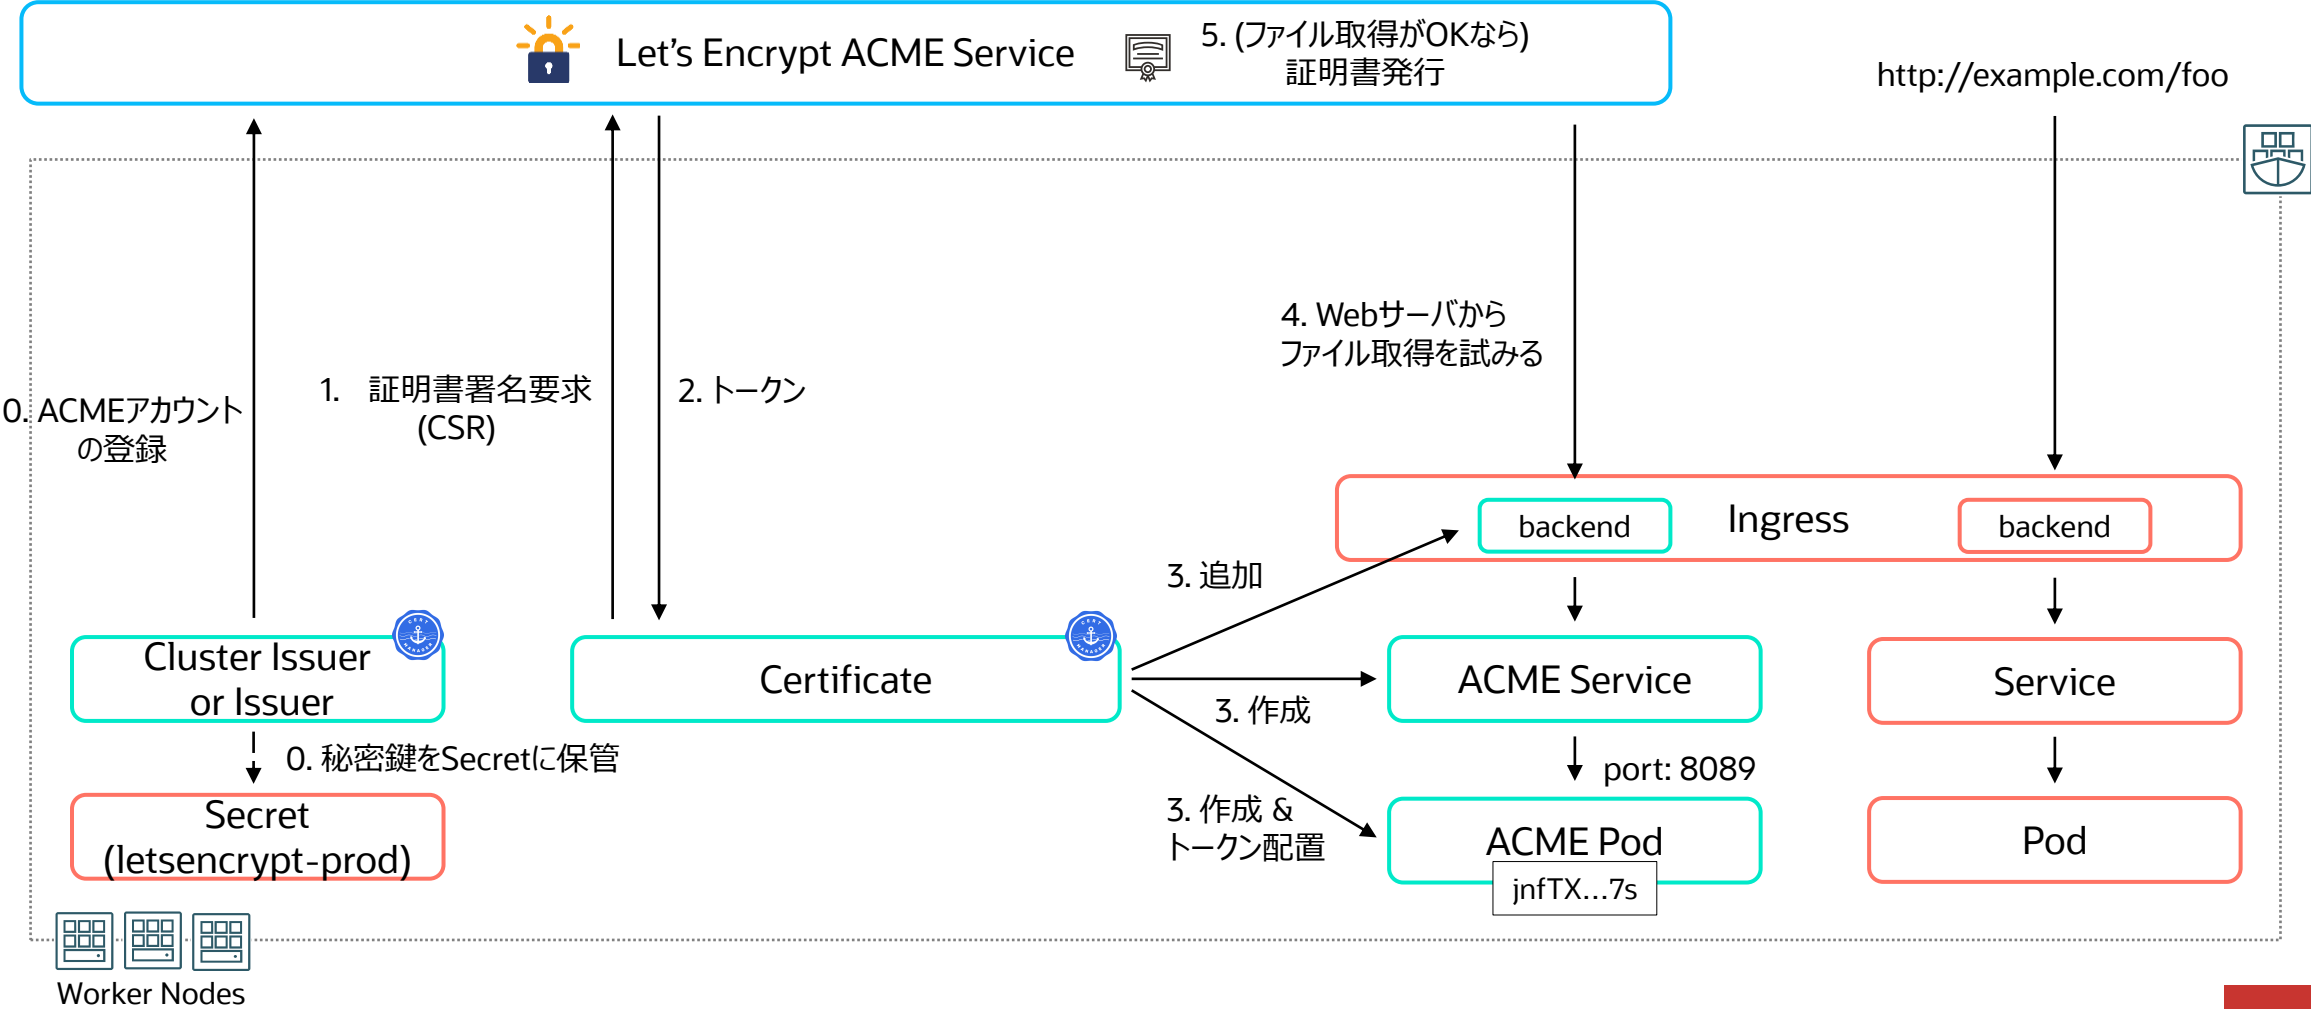 Let's Encrypt ACME Service
5. (ファイル取得がOKなら)
証明書発行
http://example.com/foo
4. Webサーバから
ファイル取得を試みる
0. ACMEアカウント
の登録
1. 証明書署名要求
(CSR)
2. トークン
backend
Ingress
backend
3. 追加
CERT
MANAGER
Cluster Issuer
or Issuer
CERT
MANAGER
Certificate
ACME Service
Service
3. 作成
0. 秘密鍵をSecretに保管
port: 8089
3. 作成 &
トークン配置
Secret
(letsencrypt-prod)
ACME Pod
jnfTX...7s
Pod
Worker Nodes